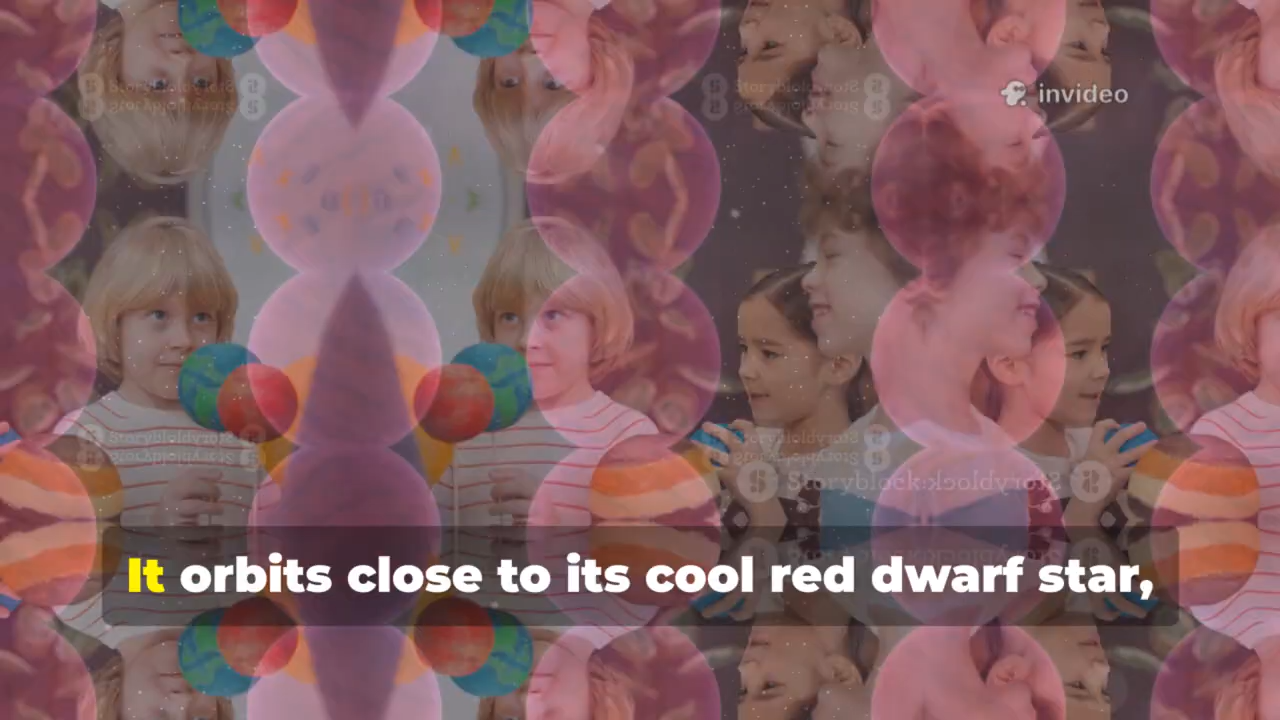 invideo
It orbits close to its cool red dwarf star,